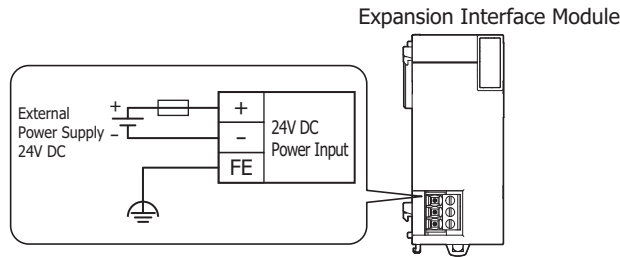 Expansion Interface Module
External
Power Supply
24V DC
+
–
+
–
FE
24V DC
Power Input